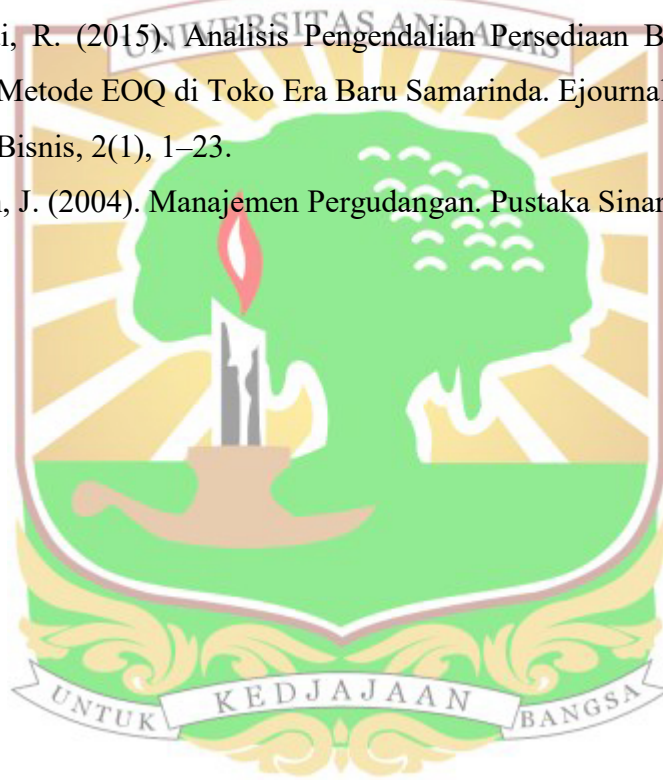 i, R. (2015). Analisis Pengendalian Persediaan B
UNIVERSITAS ANDALAS
Metode EOQ di Toko Era Baru Samarinda. Ejournal
Bisnis, 2(1), 1–23.
, J. (2004). Manajemen Pergudangan. Pustaka Sinar
UNTUK KEDJAJAAN BANGSA